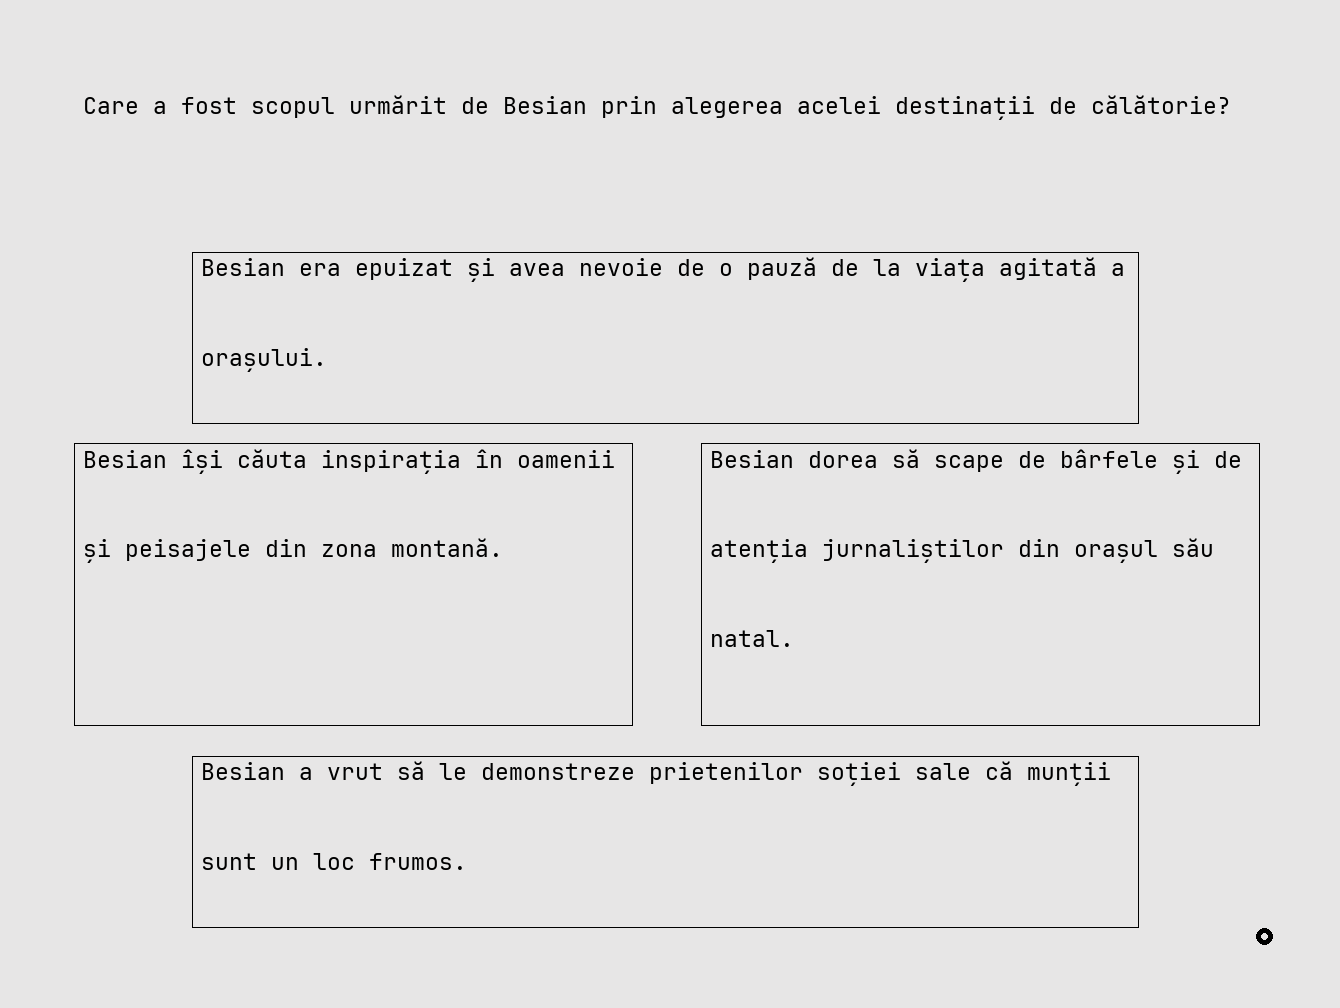 Care a fost scopul urmărit de Besian prin alegerea acelei destinații de călătorie?
Besian era epuizat și avea nevoie de o pauză de la viața agitată a
orașului.
Besian își căuta inspirația în oamenii
și peisajele din zona montană.
Besian dorea să scape de bârfele și de
atenția jurnaliștilor din orașul său
natal.
Besian a vrut să le demonstreze prietenilor soției sale că munții
sunt un loc frumos.